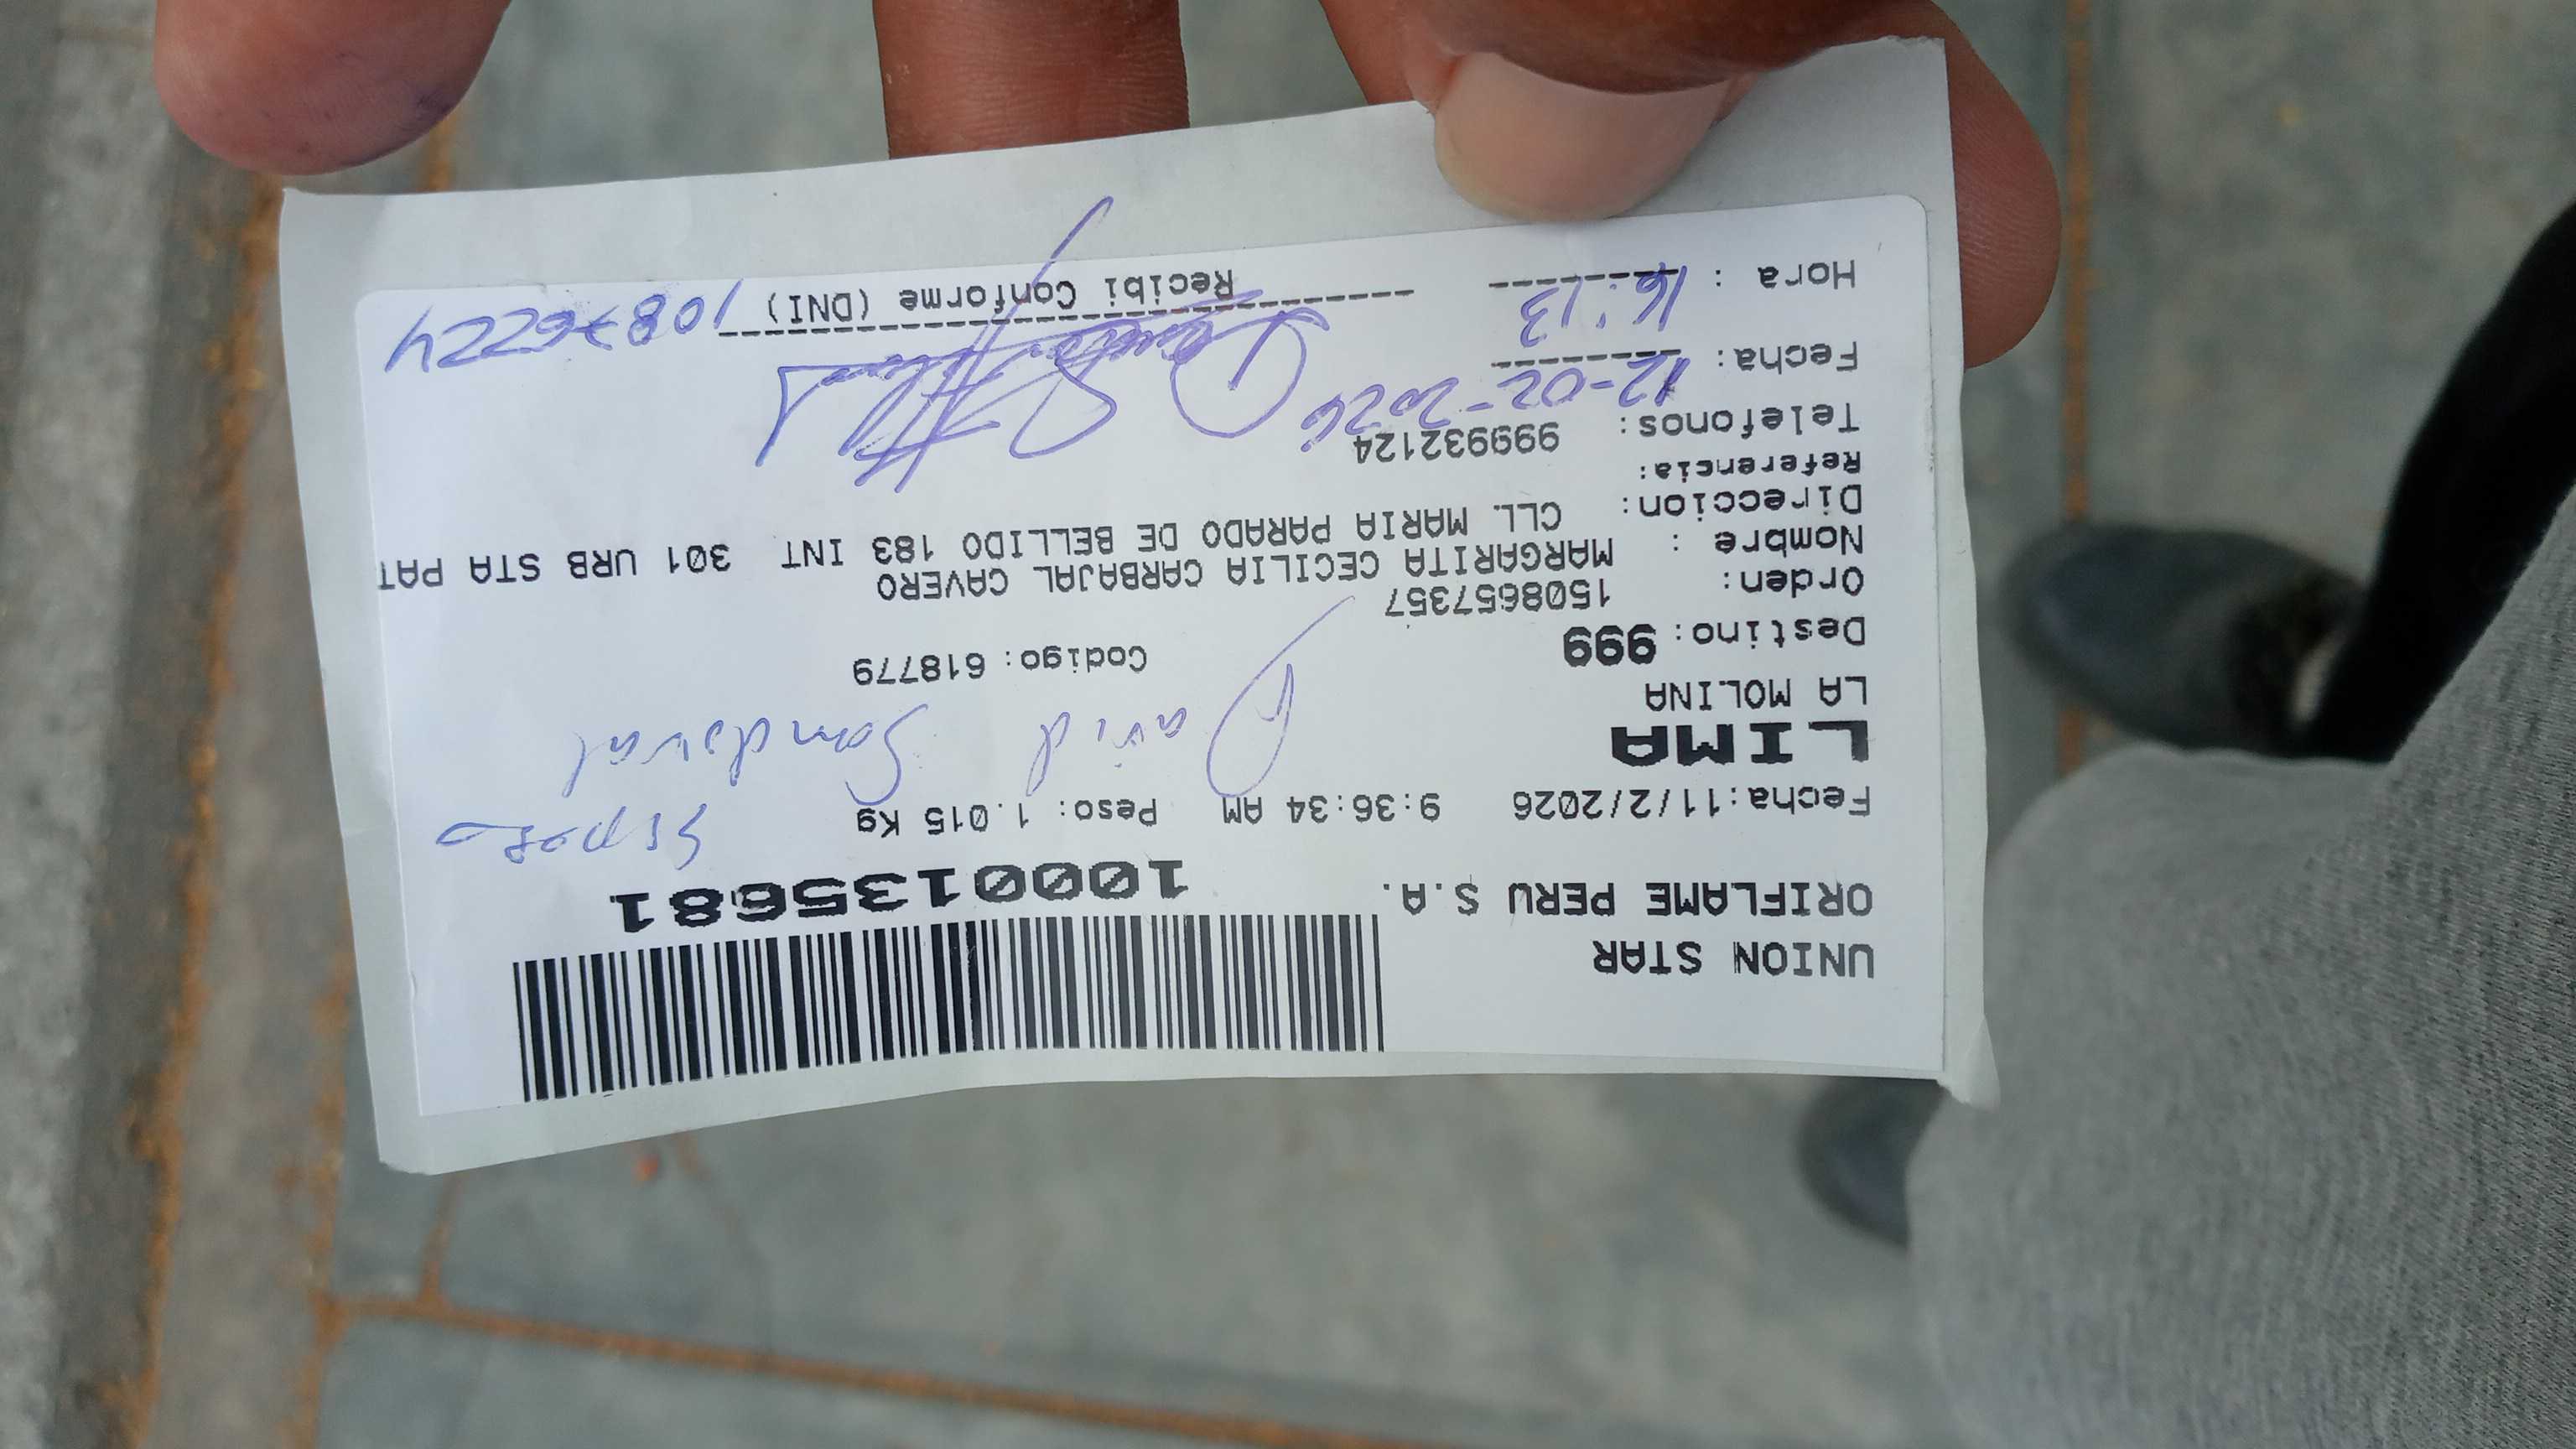 UNION STAR
ORIFLAME PERU S.A.
1000135681
Fecha:11/2/2026 9:36:34 AM Peso: 1.015 Kg
Esposo
LIMA
David Sandoval
LA MOLINA
Destino: 999 Codigo: 618779
Orden: 1508657357
Nombre : MARGARITA CECILIA CARBAJAL CAVERO
Direccion: CLL. MARIA PARADO DE BELLIDO 183 INT 301 URB STA PAT
Referencia:
Telefonos: 999932124
Fecha: 12-02-2026
Hora : 16:13
Recibi Conforme (DNI) 10876224